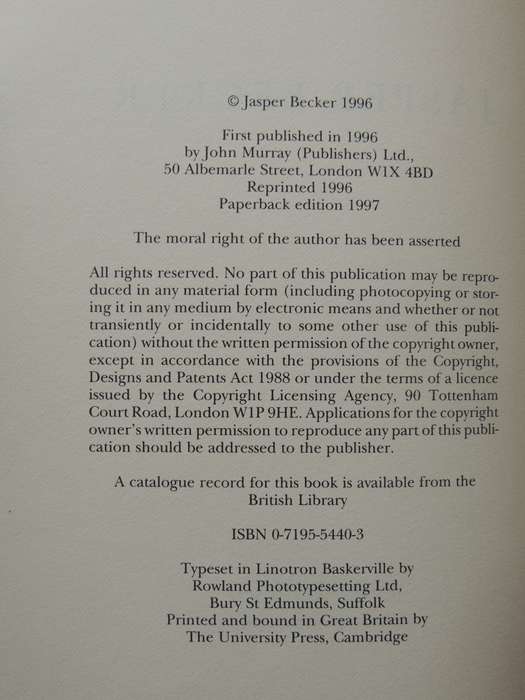 © Jasper Becker 1996
First published in 1996
by John Murray (Publishers) Ltd.,
50 Albemarle Street, London W1X 4BD
Reprinted 1996
Paperback edition 1997
The moral right of the author has been asserted
All rights reserved. No part of this publication may be repro-
duced in any material form (including photocopying or stor-
ing it in any medium by electronic means and whether or not
transiently or incidentally to some other use of this publi-
cation) without the written permission of the copyright owner,
except in accordance with the provisions of the Copyright,
Designs and Patents Act 1988 or under the terms of a licence
issued by the Copyright Licensing Agency, 90 Tottenham
Court Road, London W1P 9HE. Applications for the copyright
owner's written permission to reproduce any part of this publi-
cation should be addressed to the publisher.
A catalogue record for this book is available from the
British Library
ISBN 0-7195-5440-3
Typeset in Linotron Baskerville by
Rowland Phototypesetting Ltd,
Bury St Edmunds, Suffolk
Printed and bound in Great Britain by
The University Press, Cambridge